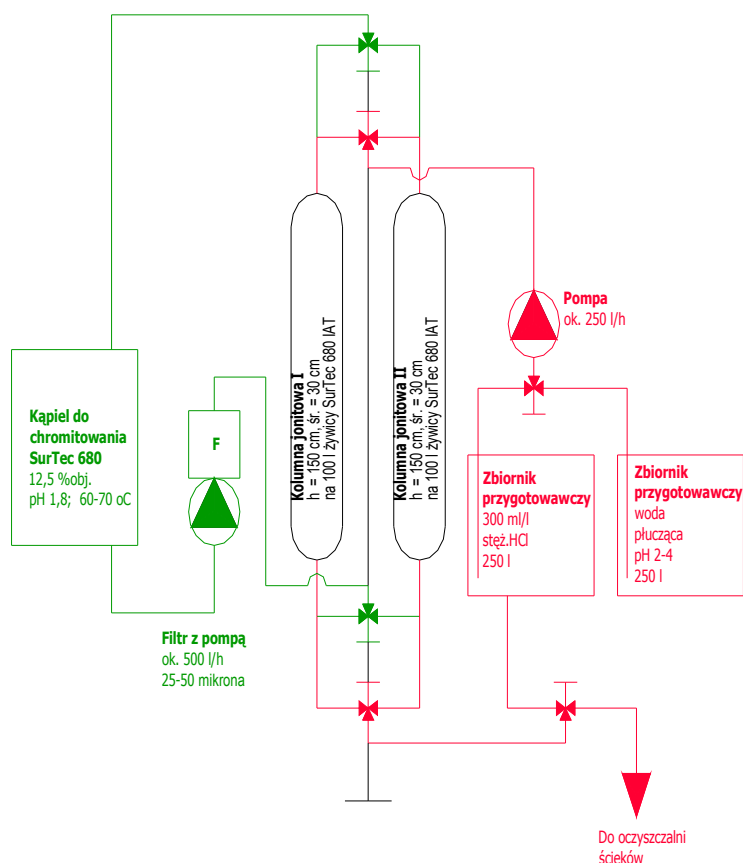 Kąpiel do
chromitowania
SurTec 680
12,5 %obj.
pH 1,8; 60-70 oC
F
Filtr z pompą
ok. 500 l/h
25-50 mikrona
Kolumna jonitowa I
h = 150 cm, śr. = 30 cm
na 100 l żywicy SurTec 680 IAT
Kolumna jonitowa II
h = 150 cm, śr. = 30 cm
na 100 l żywicy SurTec 680 IAT
Pompa
ok. 250 l/h
Zbiornik
przygotowawczy
300 ml/l
stęż.HCl
250 l
Zbiornik
przygotowawczy
woda
płucząca
pH 2-4
250 l
Do oczyszczalni
ścieków